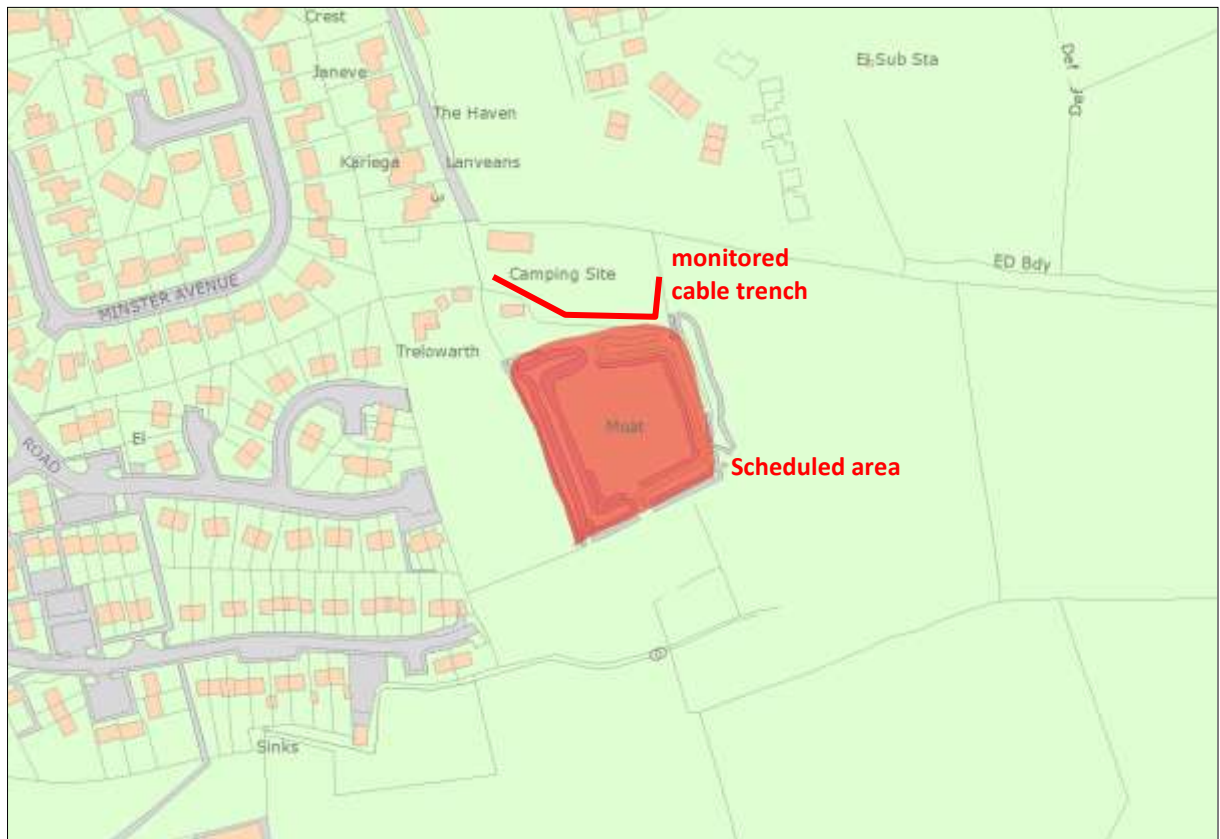 Crest
Janeve
El Sub Sta
Def
The Haven
Kariega
Lanveans
monitored
cable trench
Camping Site
ED Bdy
MINSTER AVENUE
Trelowarth
Moat
El
ROAD
Scheduled area
Sinks